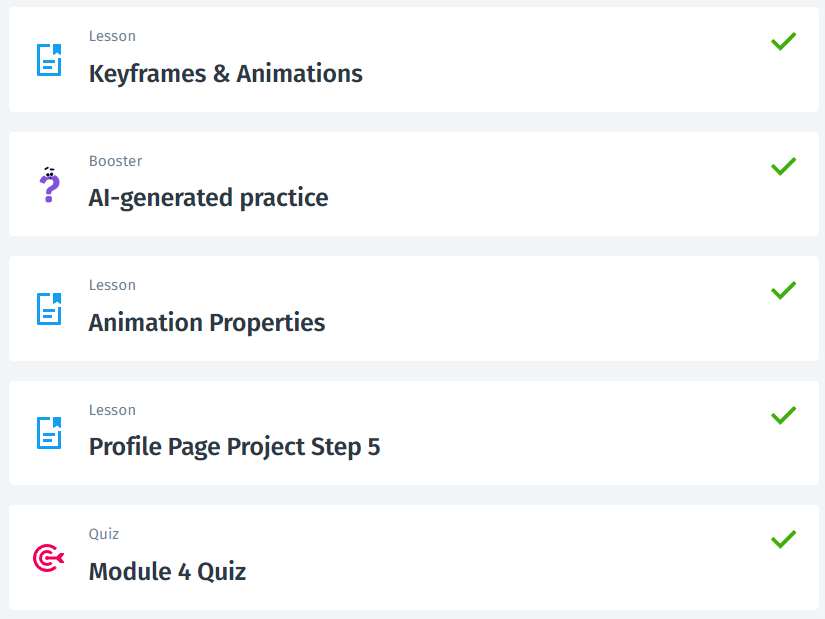 Lesson
Keyframes & Animations
Booster
AI-generated practice
Lesson
Animation Properties
Lesson
Profile Page Project Step 5
Quiz
Module 4 Quiz